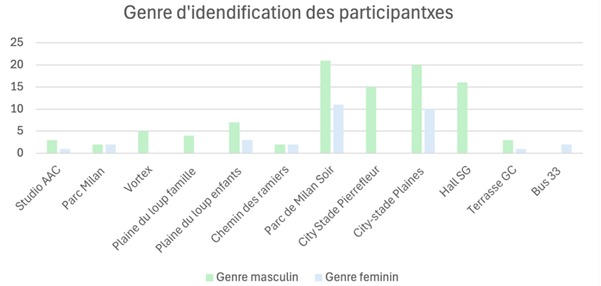 Genre d'idendification des participantxes
25
20
15
10
5
0
Studio AAC
Parc Milan
Vortex
Plaine du loup famille
Plaine du loup enfants
Chemin des ramiers
Parc de Milan Soir
City Stade Pierrefleur
City-stade Plaines
Hall SG
Terrasse GC
Bus 33
Genre masculin Genre feminin